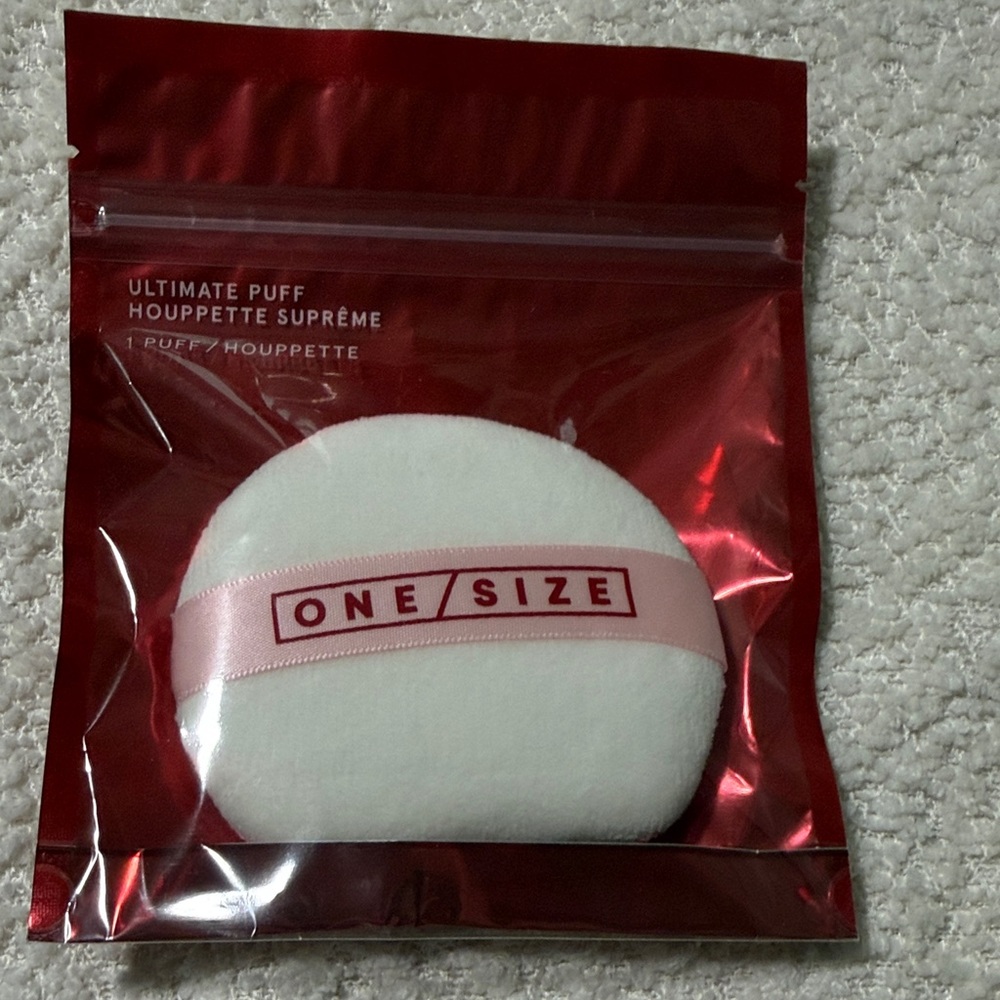 ULTIMATE PUFF
HOUPPETTE SUPRÊME
1 PUFF / HOUPPETTE
ONE/SIZE